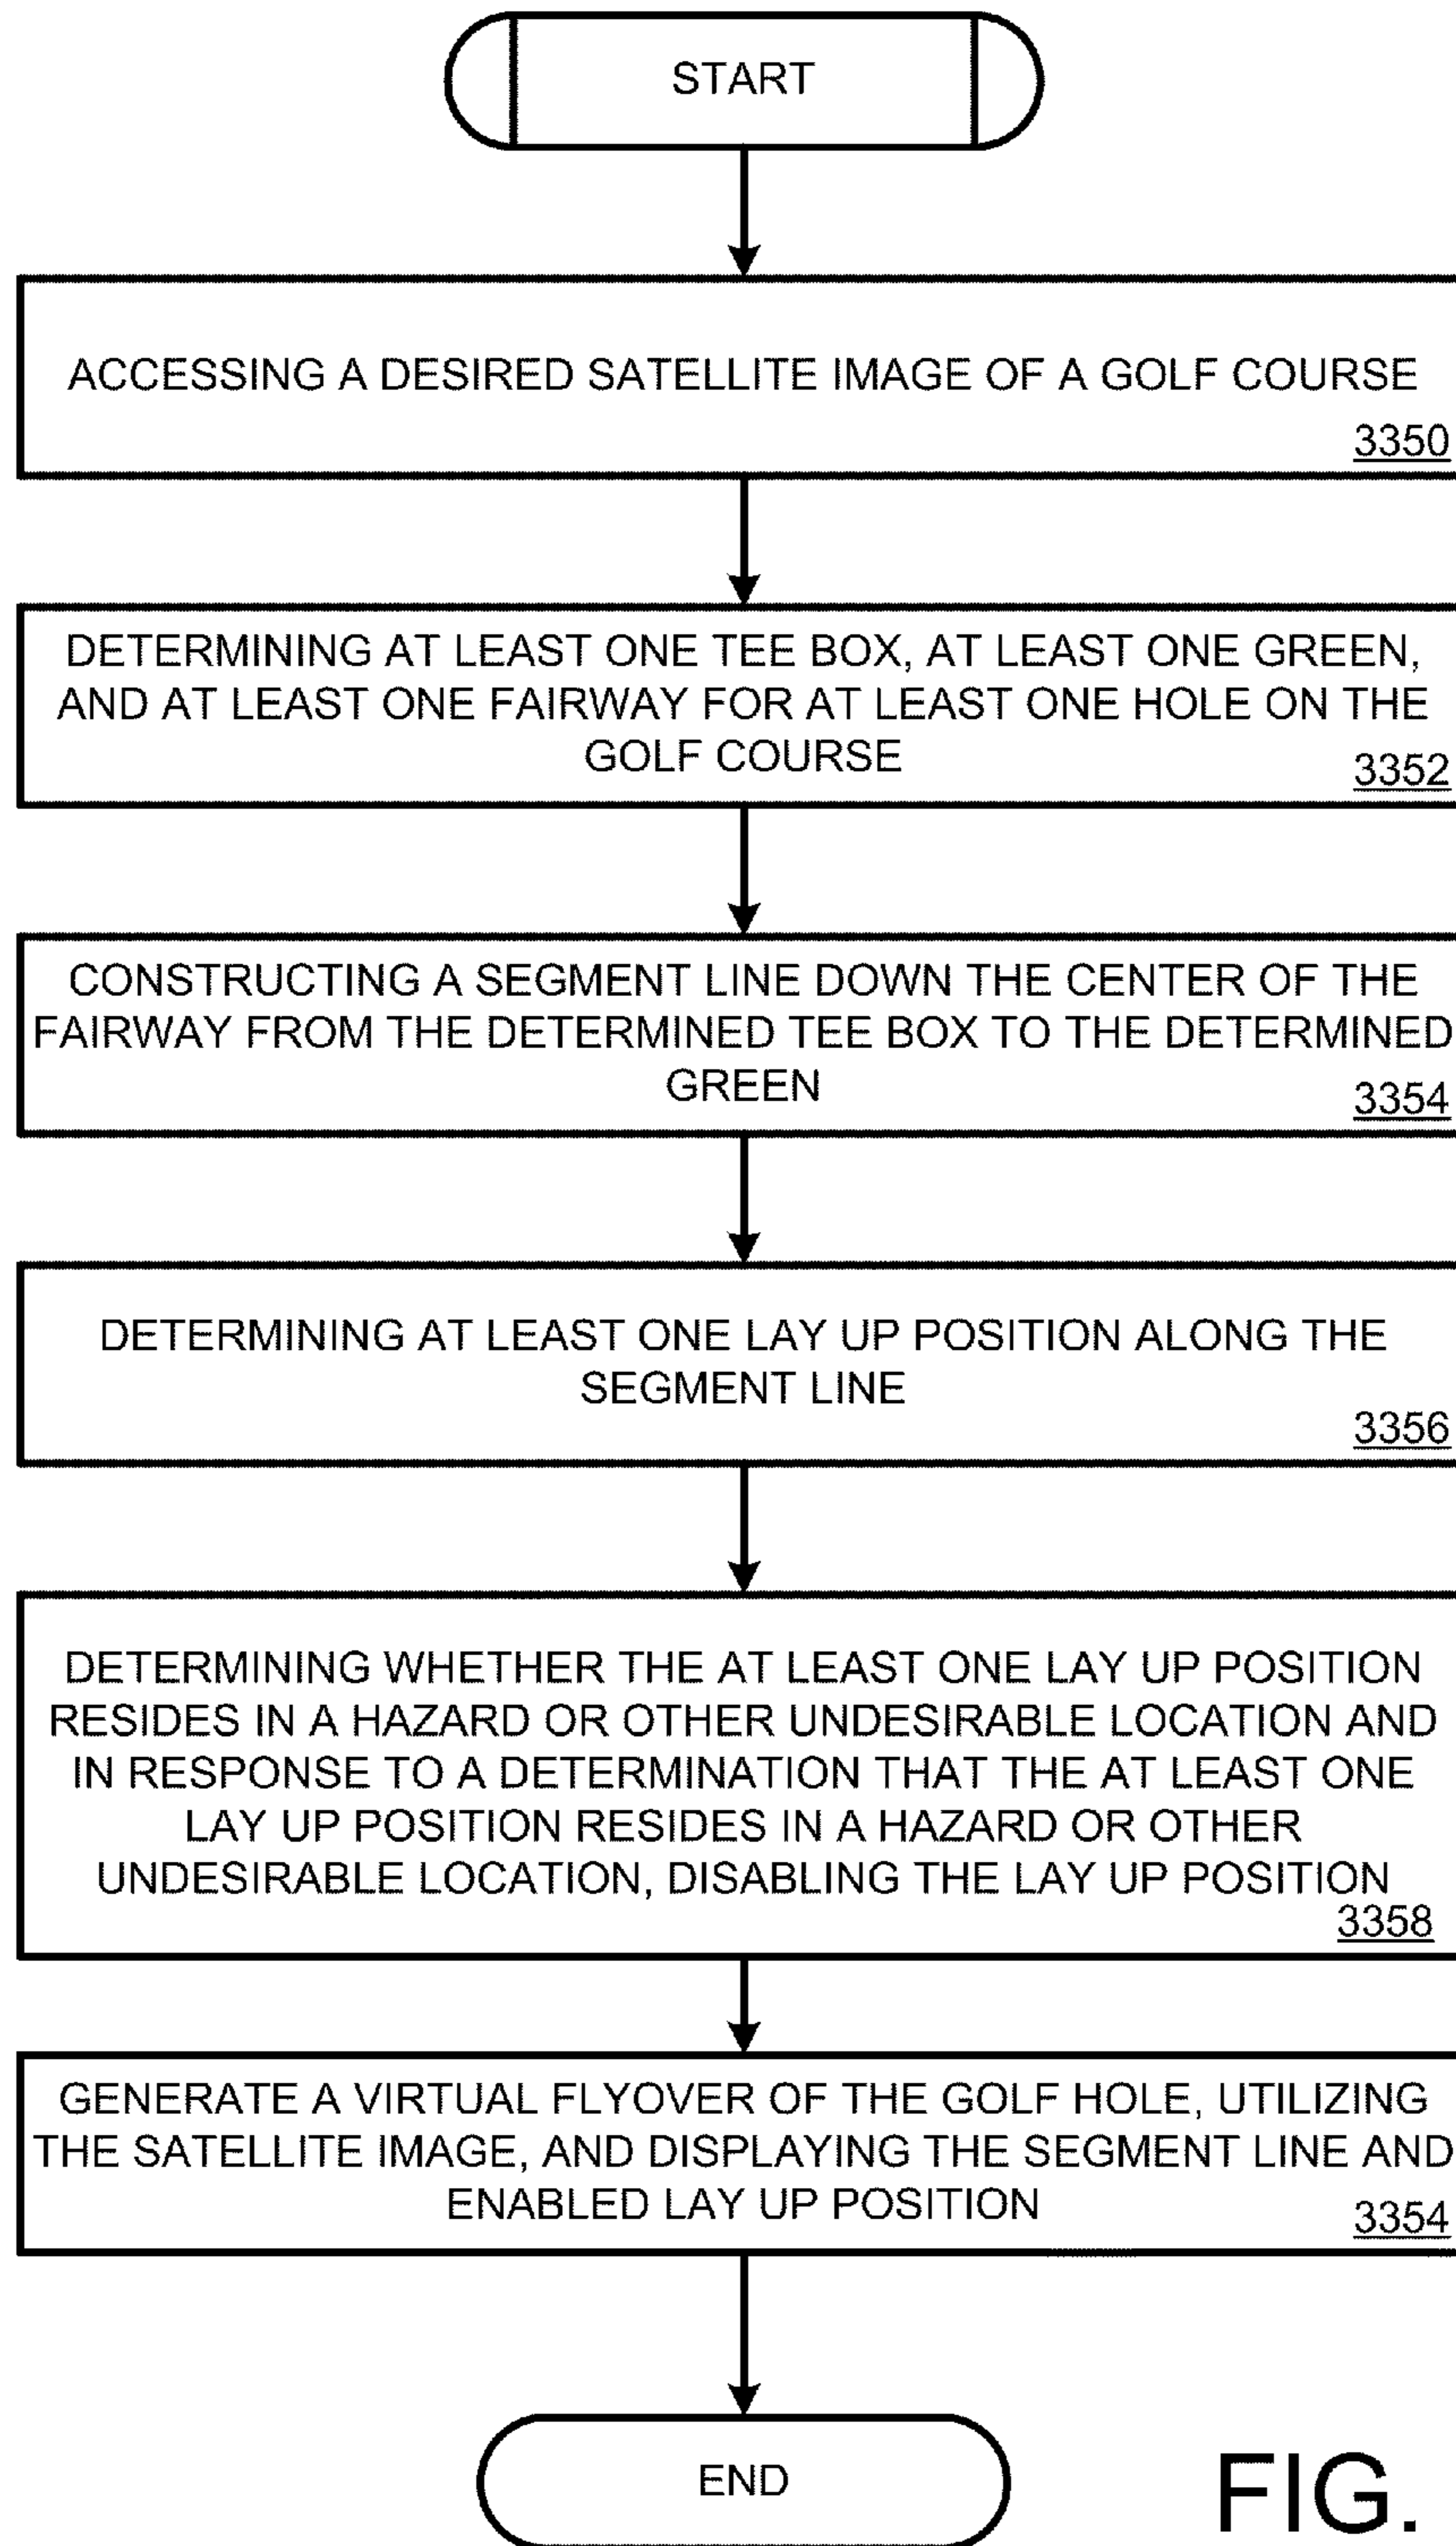 START
ACCESSING A DESIRED SATELLITE IMAGE OF A GOLF COURSE
3350
DETERMINING AT LEAST ONE TEE BOX, AT LEAST ONE GREEN,
AND AT LEAST ONE FAIRWAY FOR AT LEAST ONE HOLE ON THE
GOLF COURSE
3352
CONSTRUCTING A SEGMENT LINE DOWN THE CENTER OF THE
FAIRWAY FROM THE DETERMINED TEE BOX TO THE DETERMINED
GREEN
3354
DETERMINING AT LEAST ONE LAY UP POSITION ALONG THE
SEGMENT LINE
3356
DETERMINING WHETHER THE AT LEAST ONE LAY UP POSITION
RESIDES IN A HAZARD OR OTHER UNDESIRABLE LOCATION AND
IN RESPONSE TO A DETERMINATION THAT THE AT LEAST ONE
LAY UP POSITION RESIDES IN A HAZARD OR OTHER
UNDESIRABLE LOCATION, DISABLING THE LAY UP POSITION
3358
GENERATE A VIRTUAL FLYOVER OF THE GOLF HOLE, UTILIZING
THE SATELLITE IMAGE, AND DISPLAYING THE SEGMENT LINE AND
ENABLED LAY UP POSITION
3354
END
FIG.